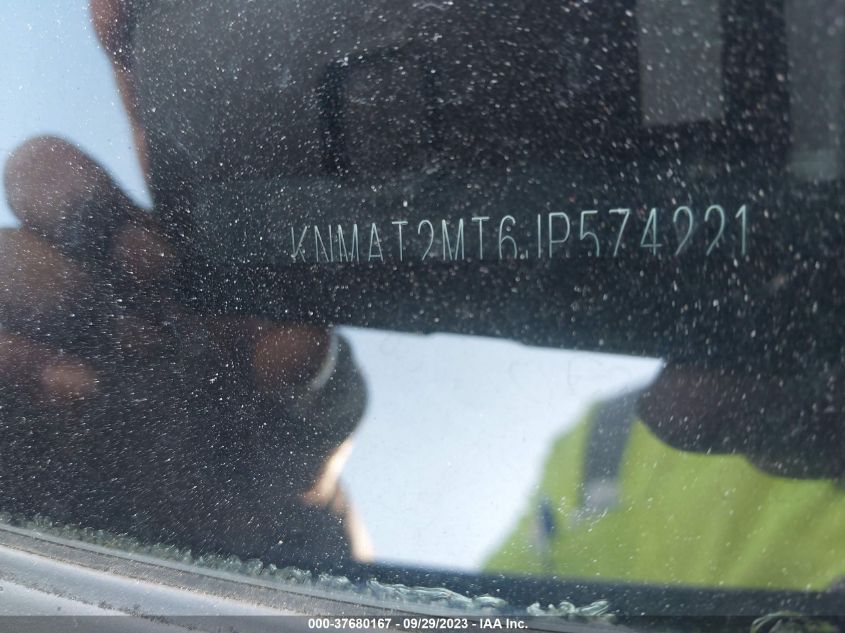 KNMAT2MT6JP574221
000-37680167 - 09/29/2023 - IAA Inc.